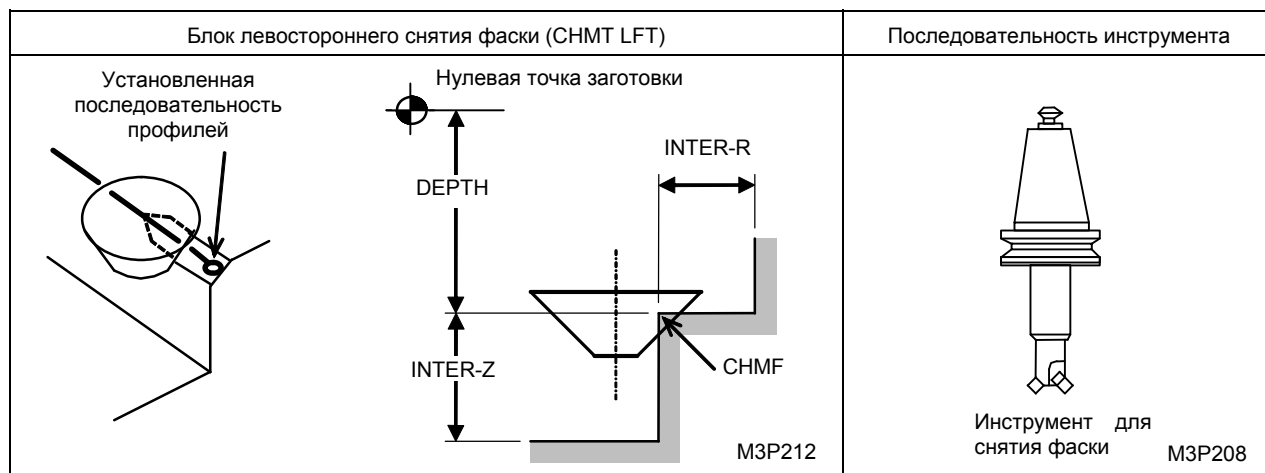 Блок левостороннего снятия фаски (CHMT LFT)
Последовательность инструмента
Установленная
последовательность
профилей
Нулевая точка заготовки
INTER-R
DEPTH
INTER-Z
CHMF
M3P212
Инструмент для
снятия фаски
M3P208